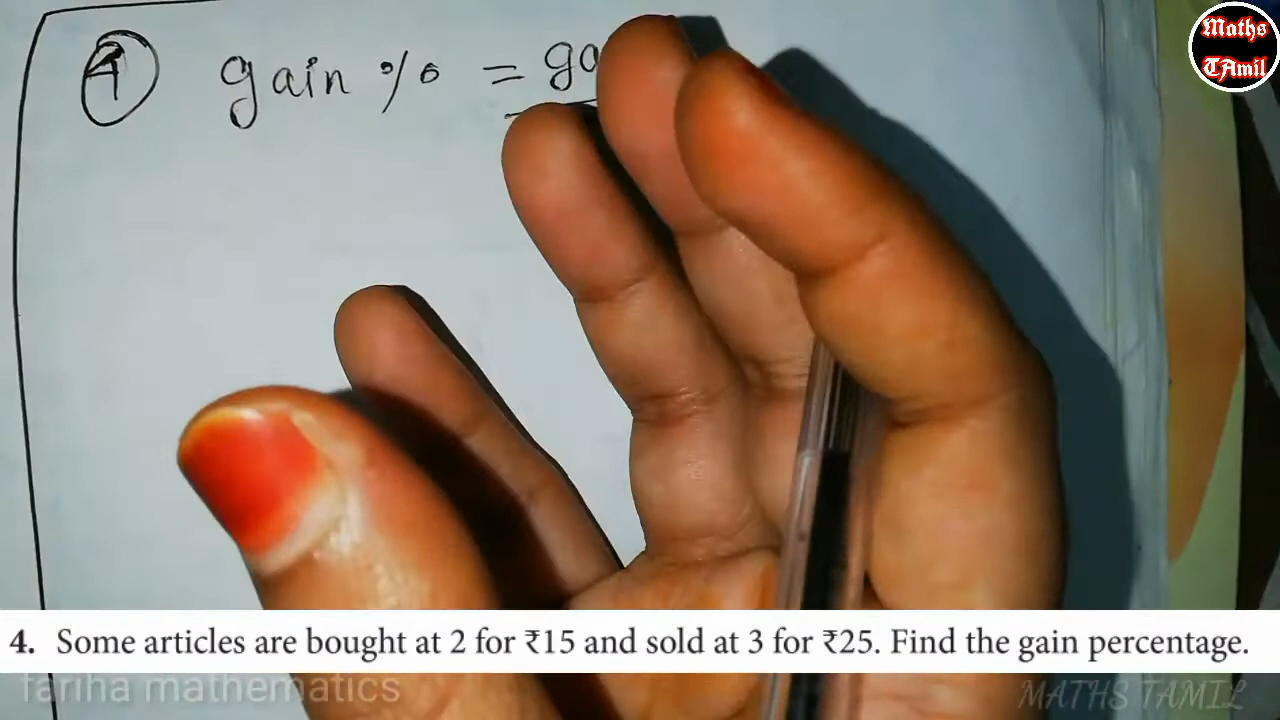 Maths
TAmil
4 gain % = ga
4. Some articles are bought at 2 for ₹15 and sold at 3 for ₹25. Find the gain percentage.
fariha mathematics
MATHS TAMIL